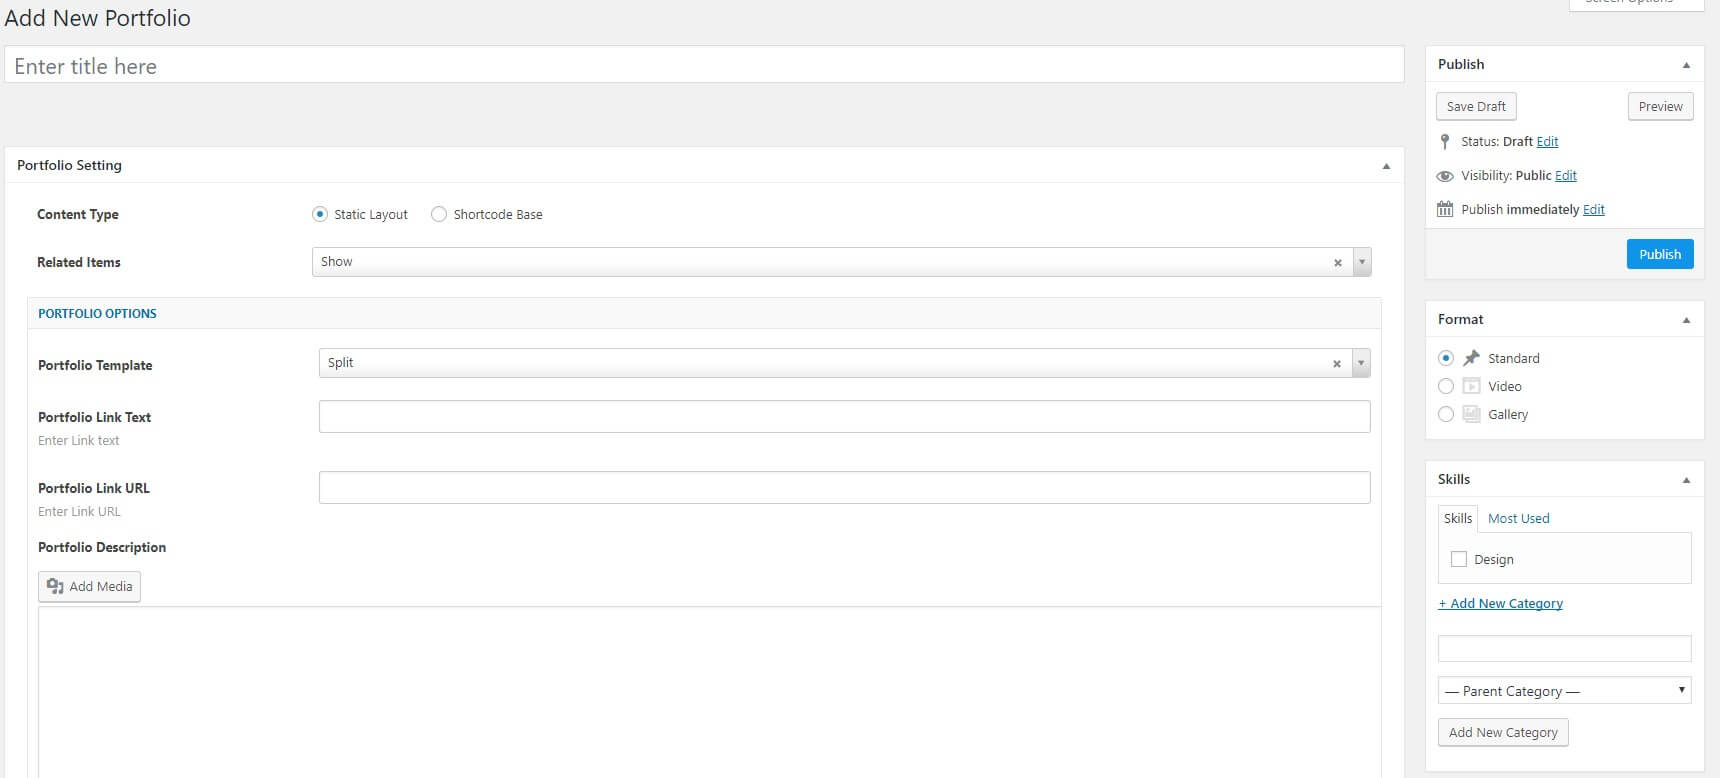 Screen Options
Add New Portfolio
Enter title here
Portfolio Setting
Content Type
Static Layout
Shortcode Base
Related Items
Show
PORTFOLIO OPTIONS
Portfolio Template
Split
Portfolio Link Text
Enter Link text
Portfolio Link URL
Enter Link URL
Portfolio Description
Add Media
Publish
Save Draft
Preview
Status: Draft Edit
Visibility: Public Edit
Publish immediately Edit
Publish
Format
Standard
Video
Gallery
Skills
Skills
Most Used
Design
+ Add New Category
— Parent Category —
Add New Category